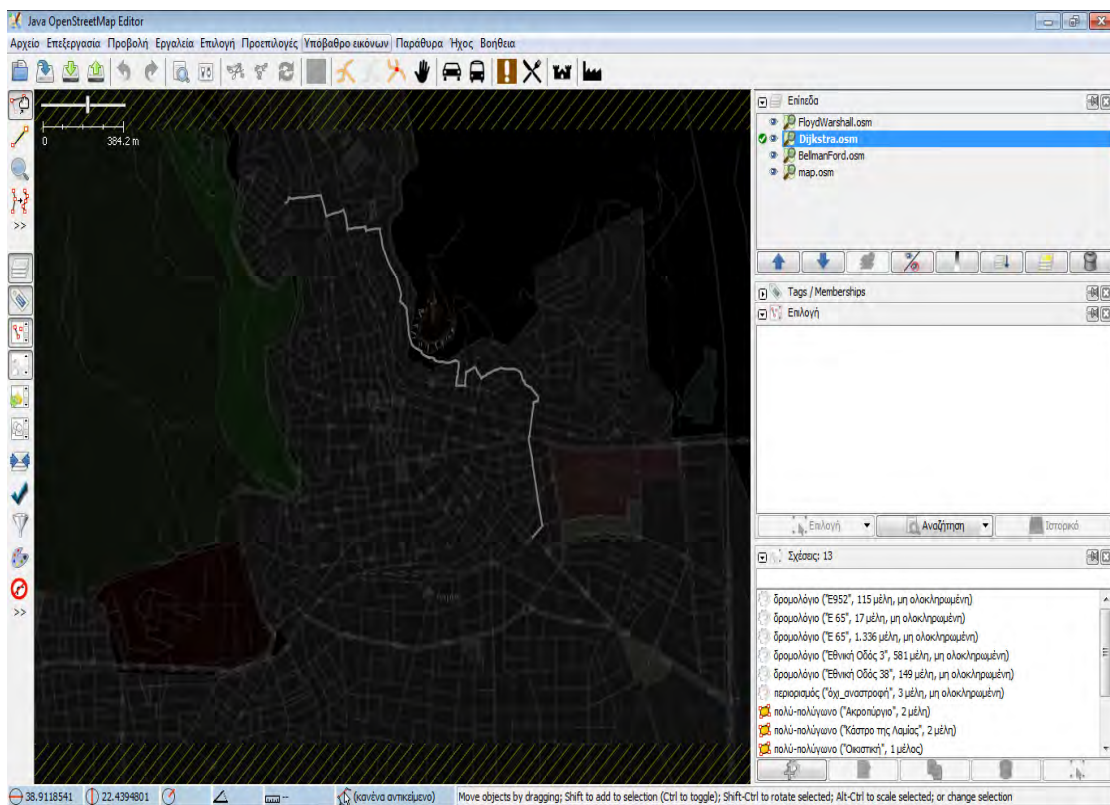 Java OpenStreetMap Editor
Αρχείο Επεξεργασία Προβολή Εργαλεία Επιλογή Προεπιλογές Υπόβαθρο εικόνων Παράθυρα Ήχος Βοήθεια
0 384.2 m
>>
>>
Επίπεδα
FloydWarshall.osm
Dijkstra.osm
BelmanFord.osm
map.osm
Tags / Memberships
Επιλογή
Επιλογή Αναζήτηση Ιστορικό
Σχέσεις: 13
δρομολόγιο ("E952", 115 μέλη, μη ολοκληρωμένη)
δρομολόγιο ("E 65", 17 μέλη, μη ολοκληρωμένη)
δρομολόγιο ("E 65", 1.336 μέλη, μη ολοκληρωμένη)
δρομολόγιο ("Εθνική Οδός 3", 581 μέλη, μη ολοκληρωμένη)
δρομολόγιο ("Εθνική Οδός 38", 149 μέλη, μη ολοκληρωμένη)
περιορισμός ("όχι_αναστροφή", 3 μέλη, μη ολοκληρωμένη)
πολύ-πολύγωνο ("Ακροπύργιο", 2 μέλη)
πολύ-πολύγωνο ("Κάστρο της Λαμίας", 2 μέλη)
πολύ-πολύγωνο ("Οικιστική", 1 μέλος)
38.9118541 22.4394801 -- (κανένα αντικείμενο) Move objects by dragging; Shift to add to selection (Ctrl to toggle); Shift-Ctrl to rotate selected; Alt-Ctrl to scale selected; or change selection